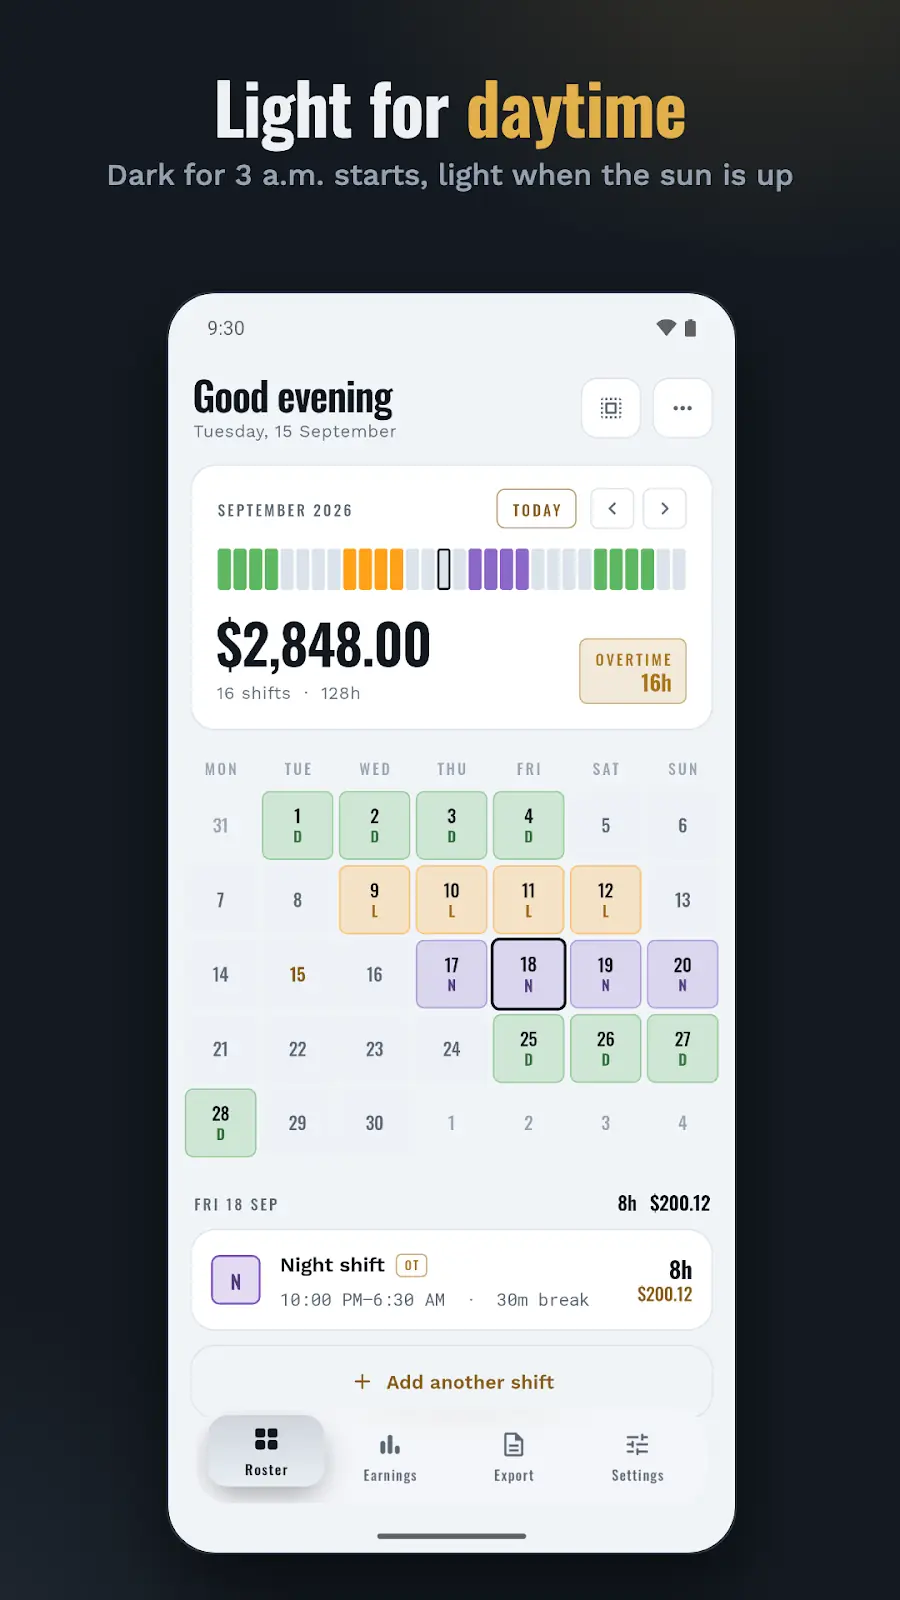 Light for daytime
Dark for 3 a.m. starts, light when the sun is up
9:30
Good evening
Tuesday, 15 September
SEPTEMBER 2026
TODAY
$2,848.00
16 shifts · 128h
OVERTIME
16h
MON TUE WED THU FRI SAT SUN
31 1 2 3 4 5 6
D D D D
7 8 9 10 11 12 13
L L L L
14 15 16 17 18 19 20
N N N N
21 22 23 24 25 26 27
D D D
28 29 30 1 2 3 4
D
FRI 18 SEP 8h $200.12
N
Night shift OT
10:00 PM–6:30 AM · 30m break
8h
$200.12
+ Add another shift
Roster Earnings Export Settings